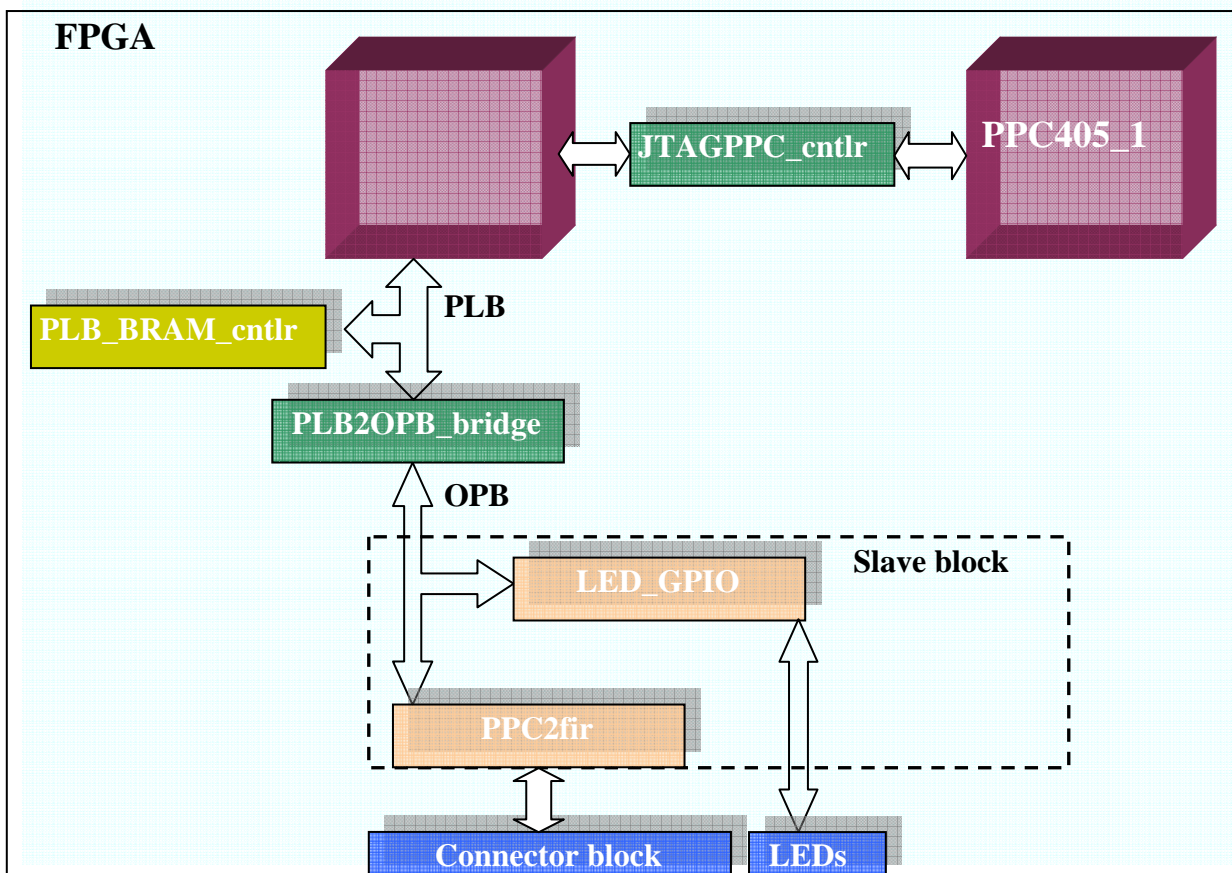 FPGA
JTAGPPC_cntlr
PPC405_1
PLB
PLB_BRAM_cntlr
PLB2OPB_bridge
OPB
Slave block
LED_GPIO
PPC2fir
Connector block
LEDs